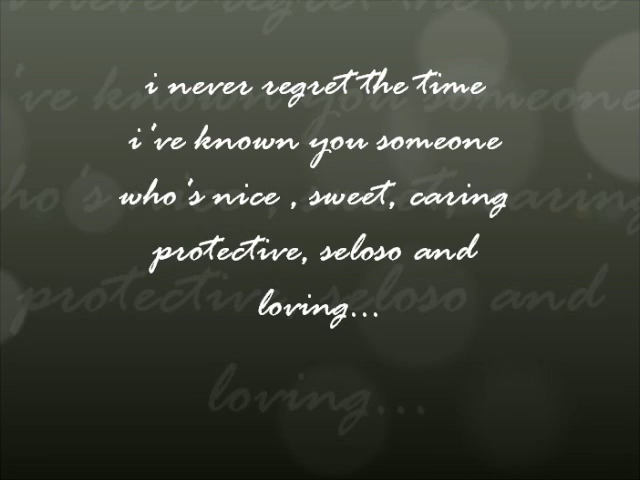 i never regret the time
i've known you someone
who's nice , sweet, caring
protective, seloso and
loving...